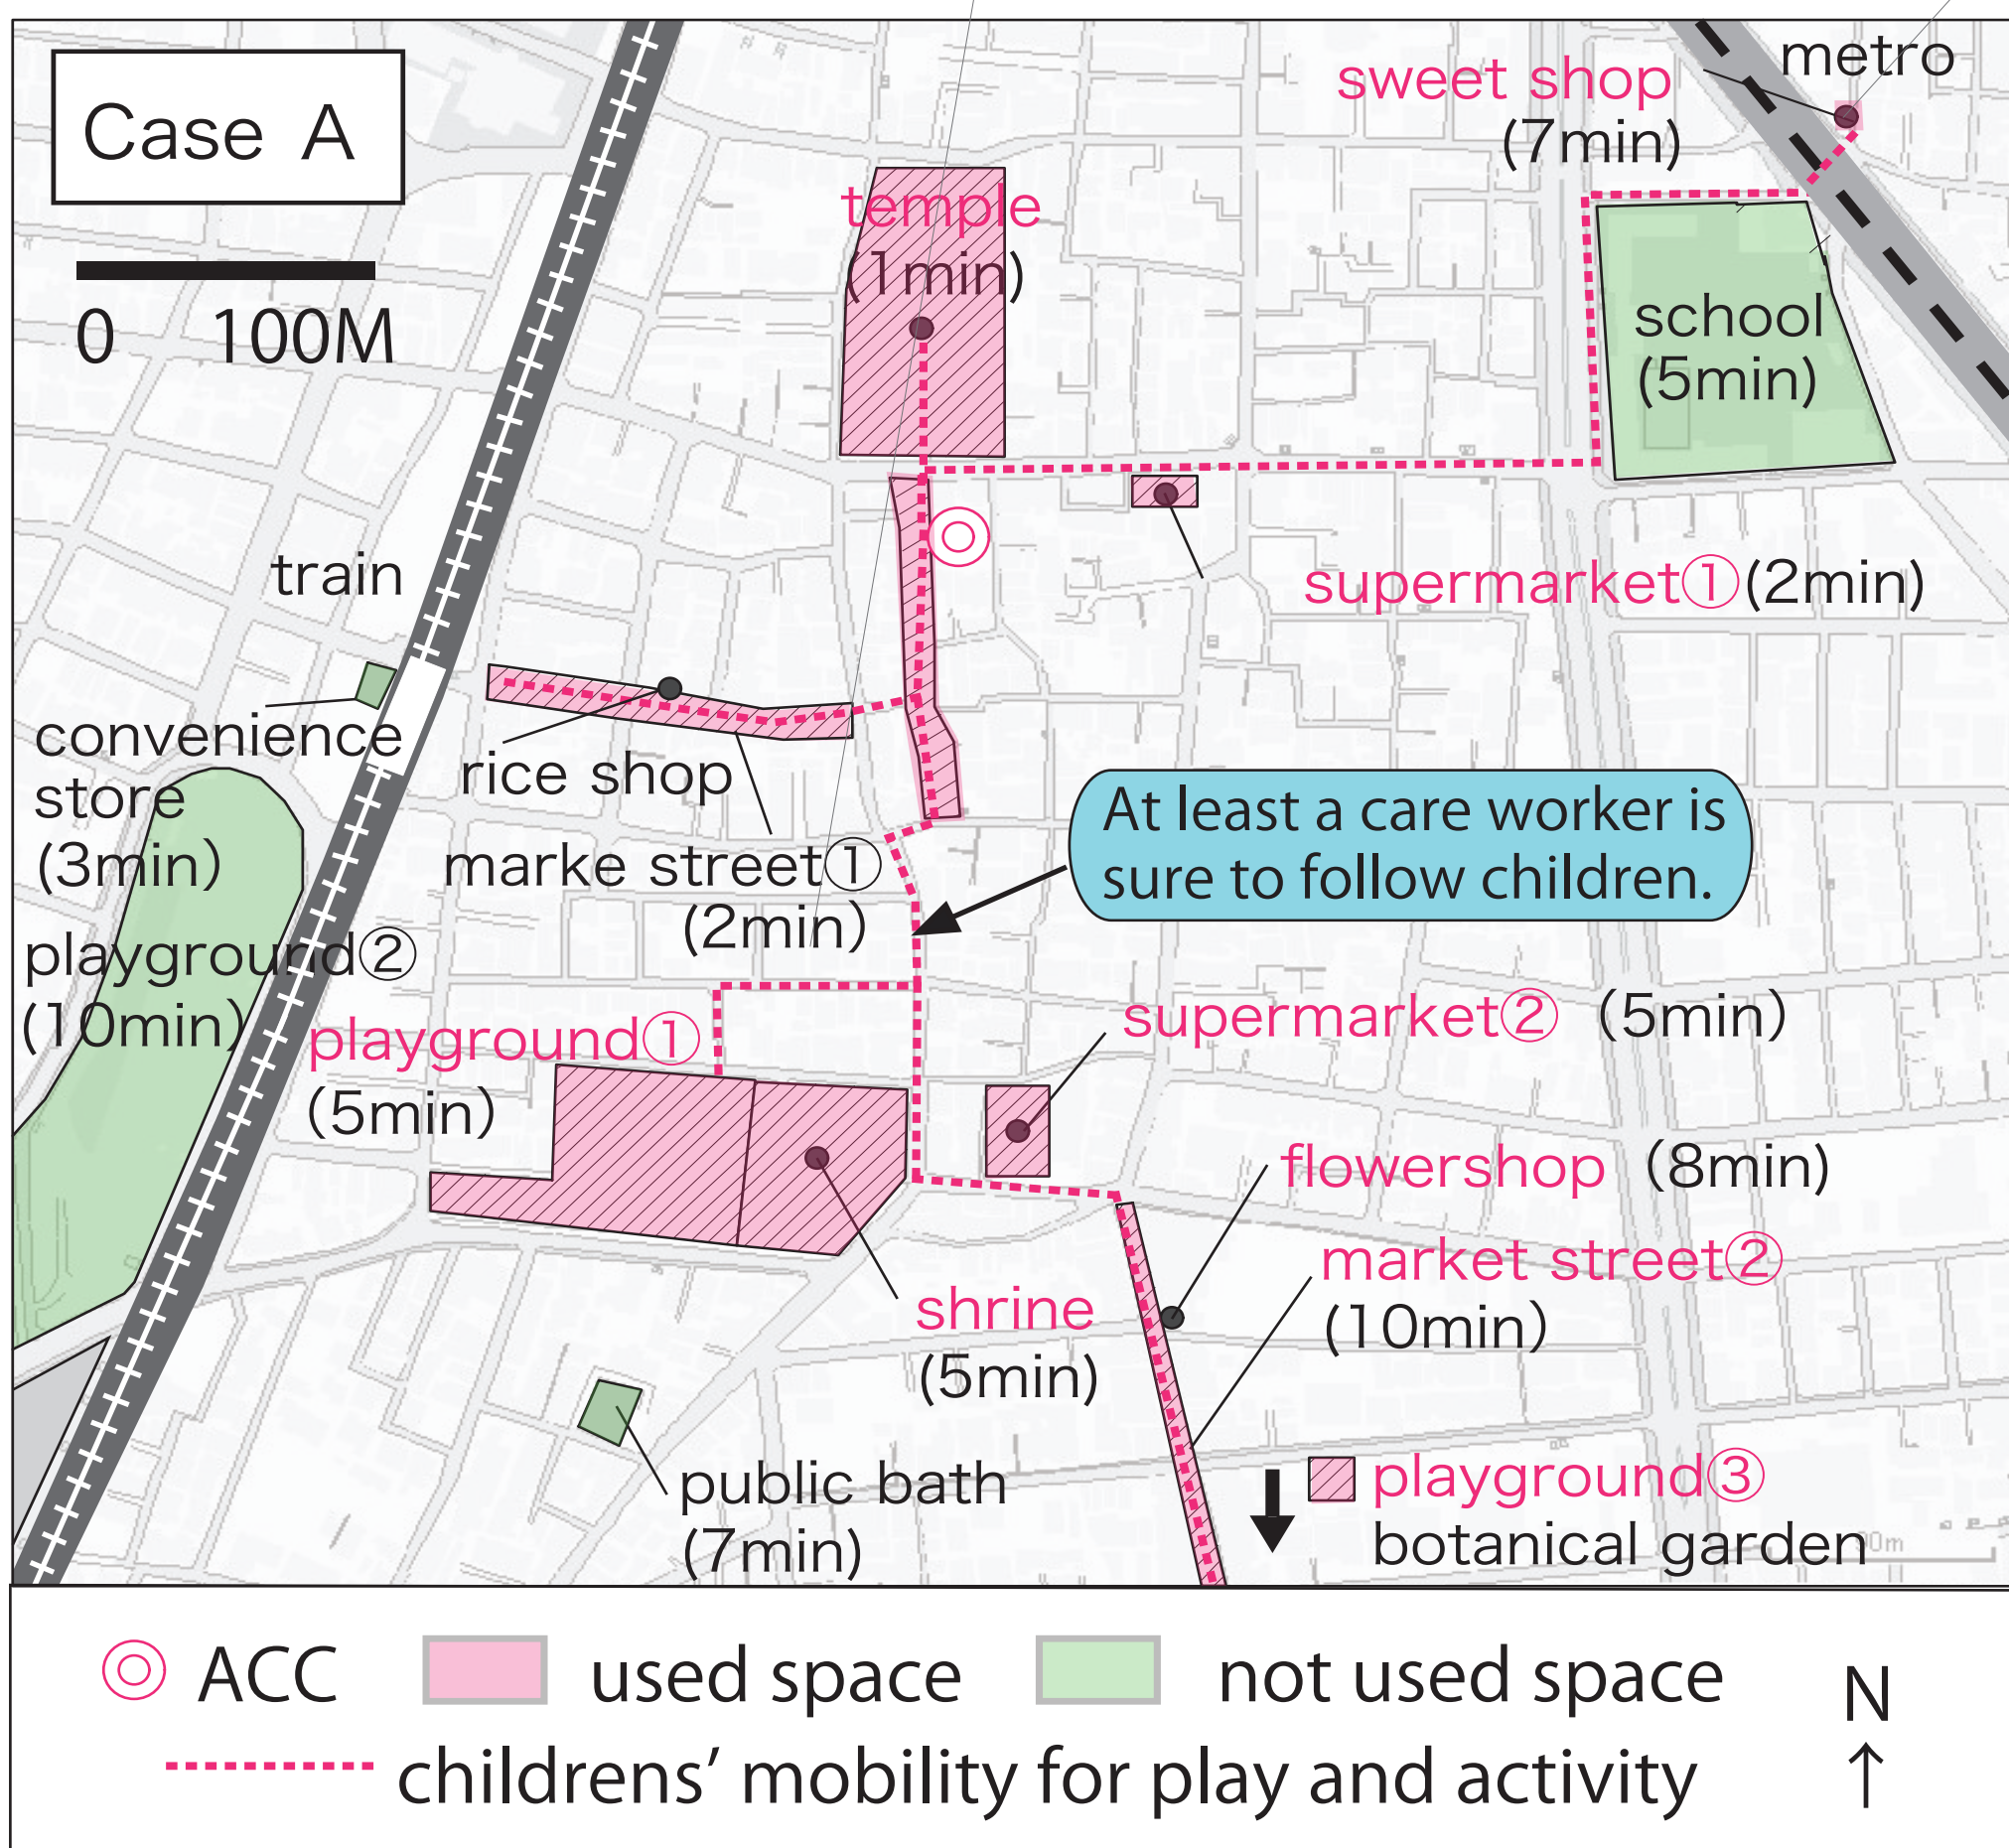 Case A
0 100M
sweet shop
(7min)
metro
temple
(1min)
school
(5min)
train
supermarket①(2min)
convenience
store
(3min)
rice shop
marke street①
(2min)
At least a care worker is
sure to follow children.
playground②
(10min)
playground①
(5min)
supermarket② (5min)
flowershop (8min)
market street②
(10min)
shrine
(5min)
public bath
(7min)
playground③
botanical garden
ACC used space not used space N
↑
childrens’ mobility for play and activity